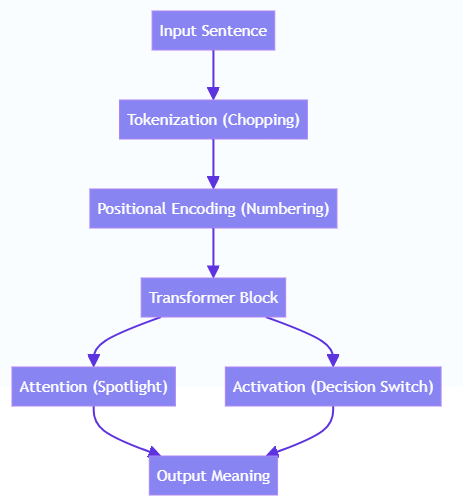 Input Sentence
Tokenization (Chopping)
Positional Encoding (Numbering)
Transformer Block
Attention (Spotlight)
Activation (Decision Switch)
Output Meaning